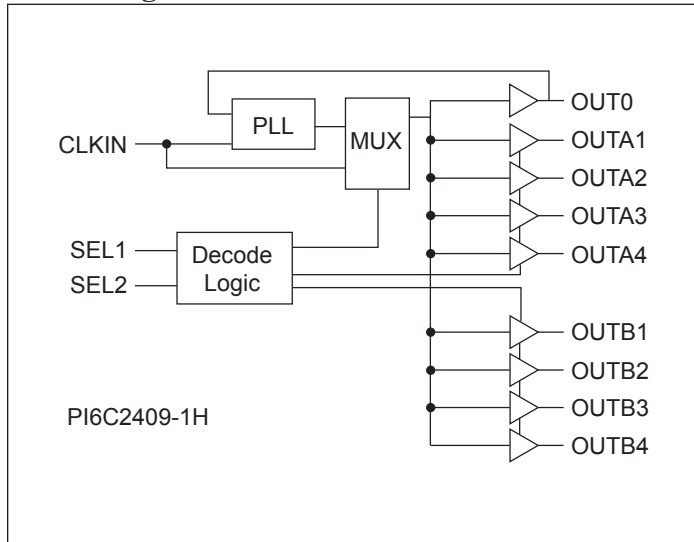 OUT0
PLL
MUX
CLKIN
OUTA1
OUTA2
OUTA3
SEL1
Decode
Logic
OUTA4
SEL2
OUTB1
OUTB2
PI6C2409-1H
OUTB3
OUTB4